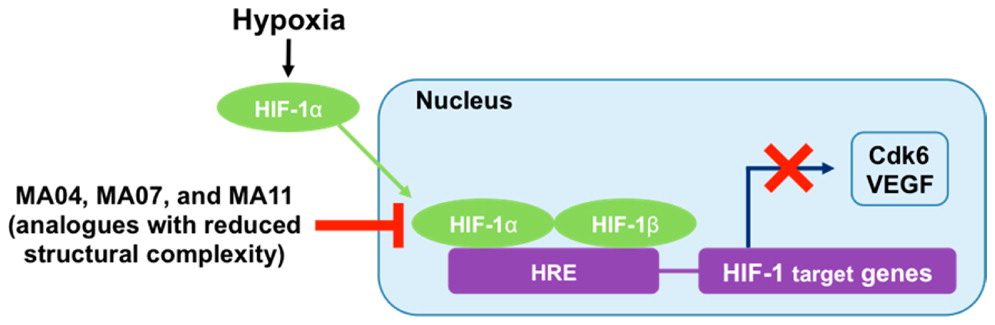 Hypoxia
HIF-1α
Nucleus
Cdk6
VEGF
MA04, MA07, and MA11
(analogues with reduced
structural complexity)
HIF-1α
HIF-1β
HRE
HIF-1 target genes